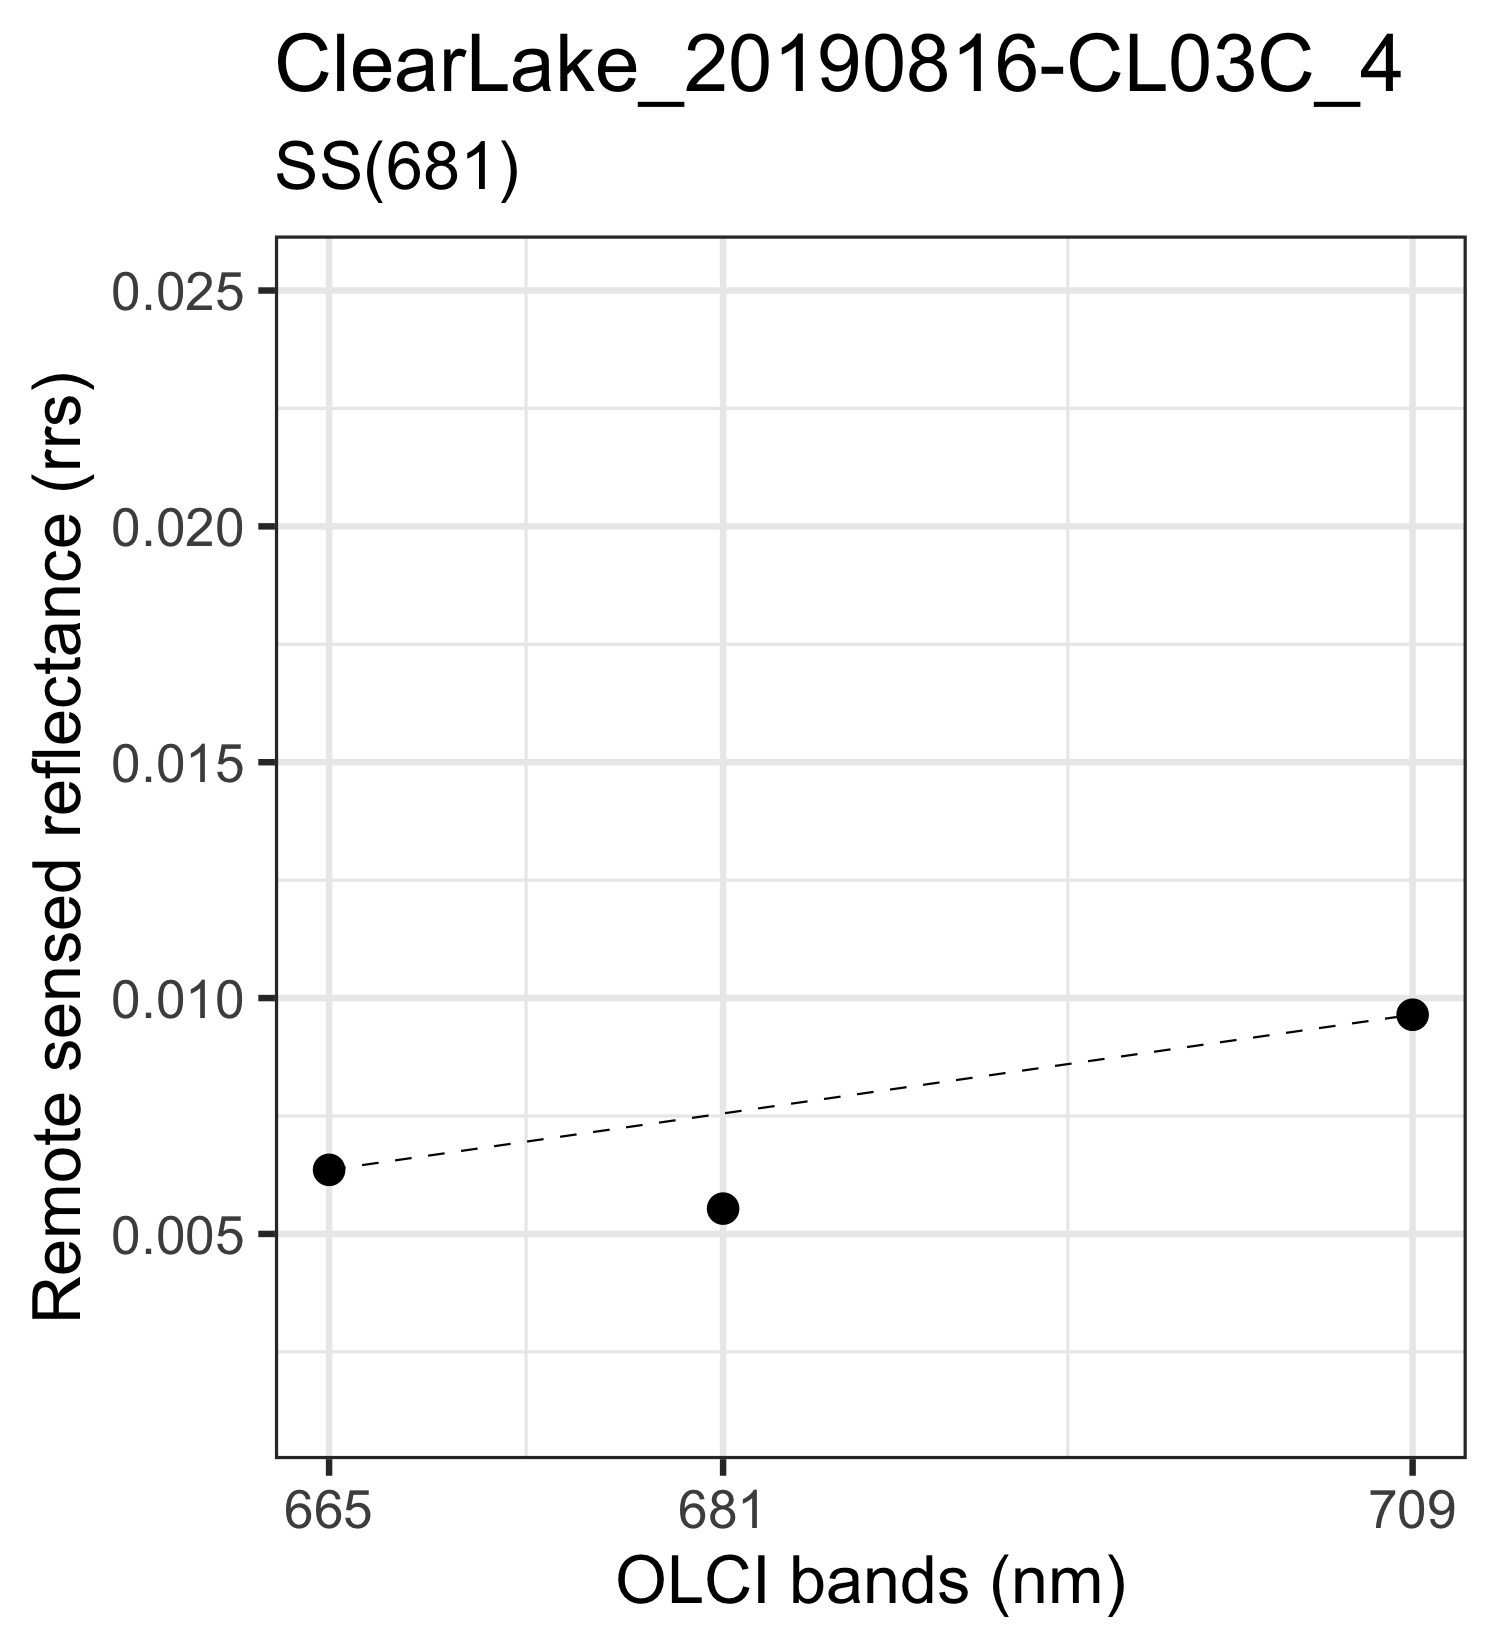 ClearLake_20190816-CL03C_4
SS(681)
Remote sensed reflectance (rrs)
0.025
0.020
0.015
0.010
0.005
665 681 709
OLCI bands (nm)